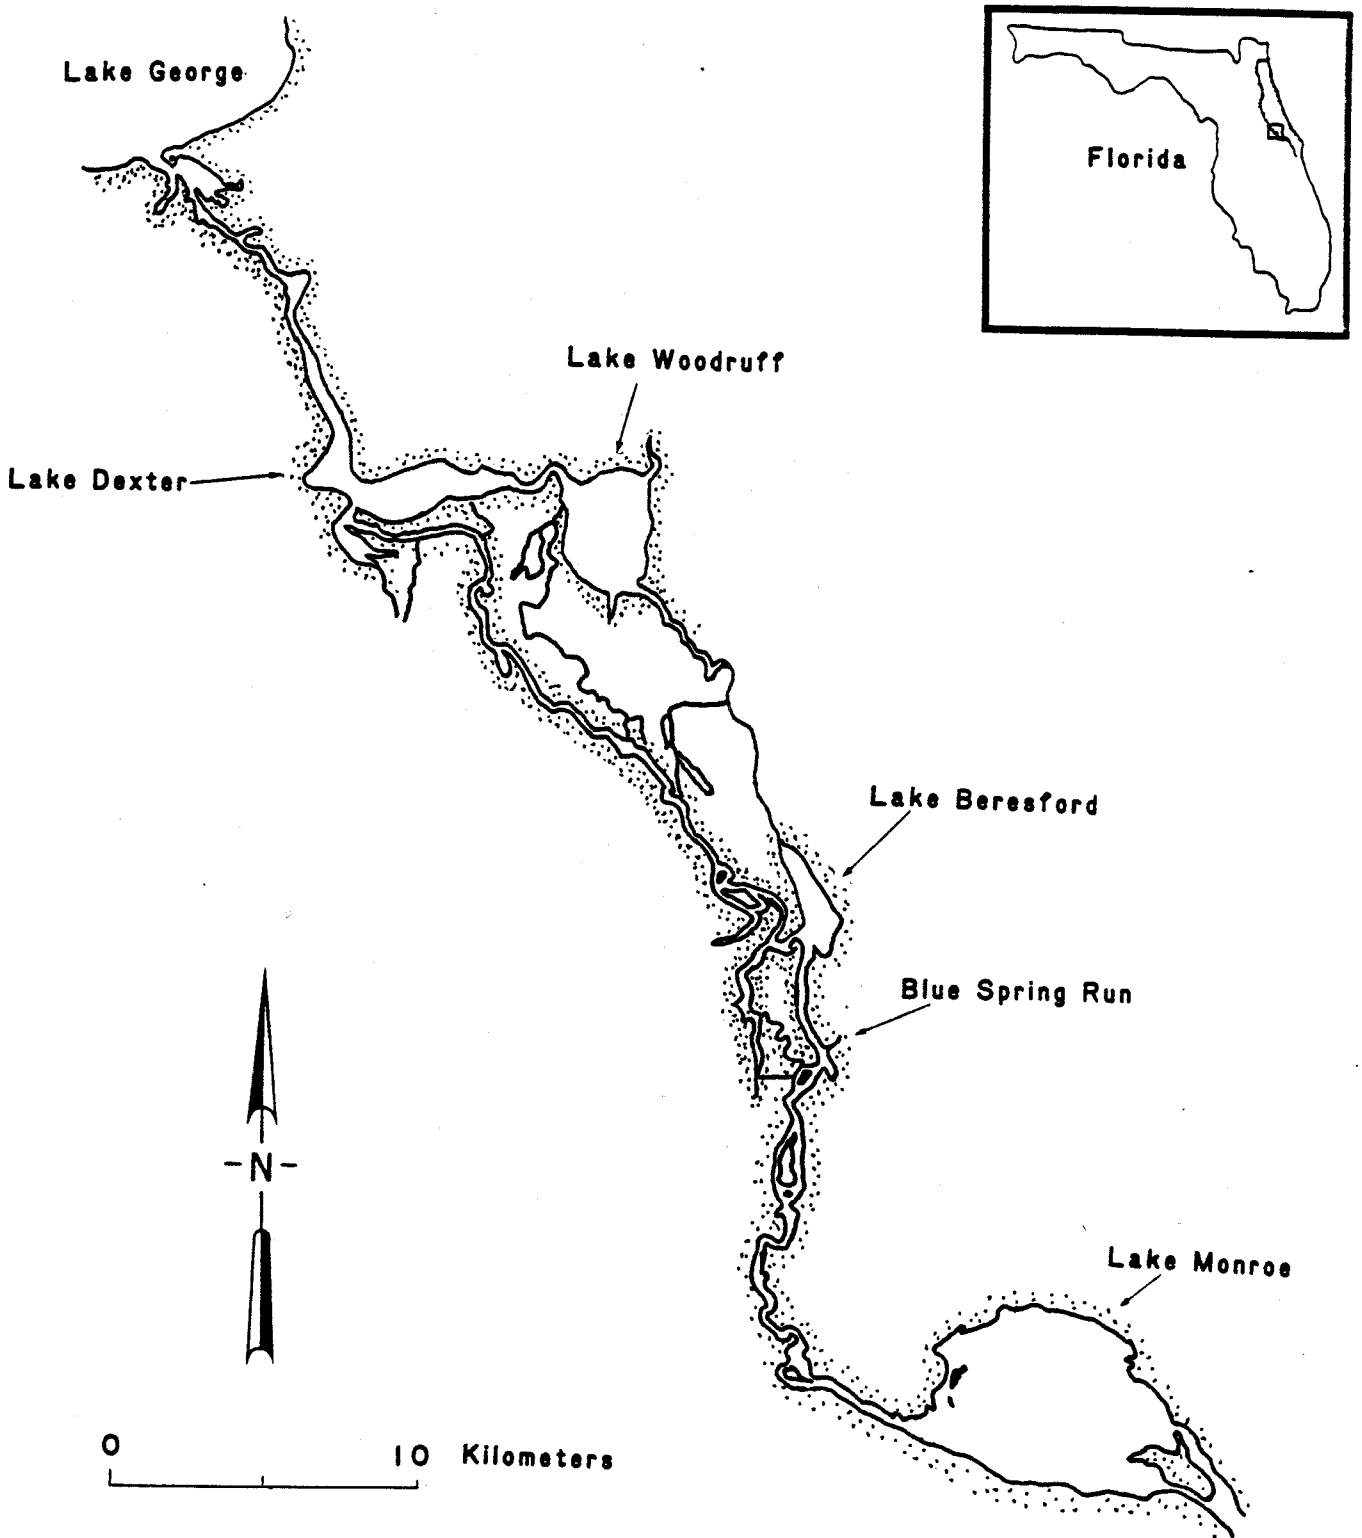 Lake George
Florida
Lake Woodruff
Lake Dexter
Lake Beresford
Blue Spring Run
-N-
Lake Monroe
0 10 Kilometers